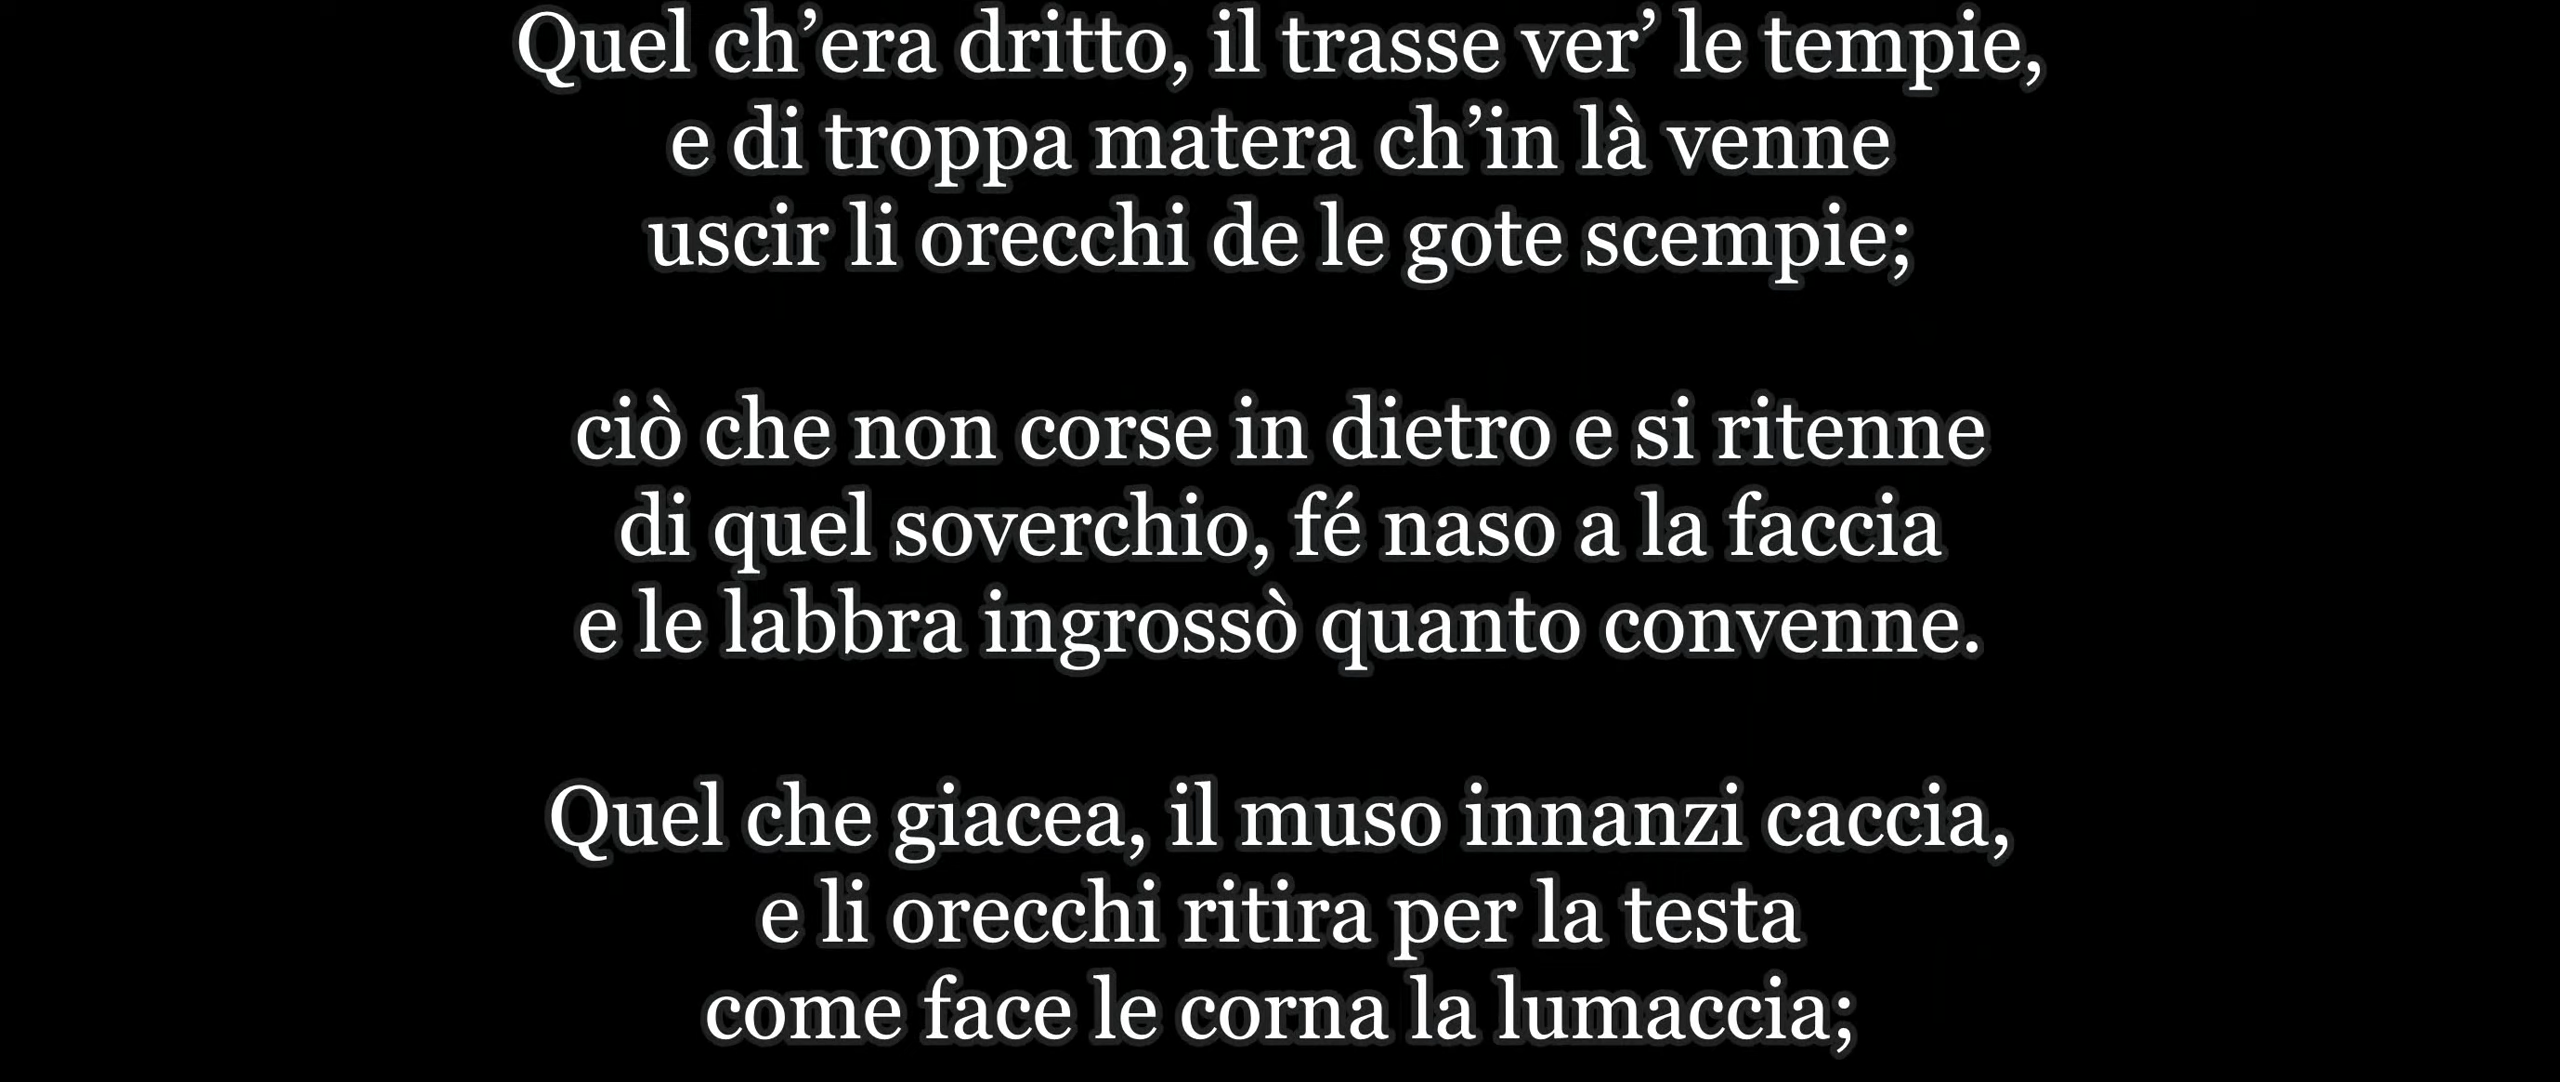 Quel ch’era dritto, il trasse ver’ le tempie,
e di troppa matera ch’in là venne
uscir li orecchi de le gote scempie;
ciò che non corse in dietro e si ritenne
di quel soverchio, fé naso a la faccia
e le labbra ingrossò quanto convenne.
Quel che giacea, il muso innanzi caccia,
e li orecchi ritira per la testa
come face le corna la lumaccia;